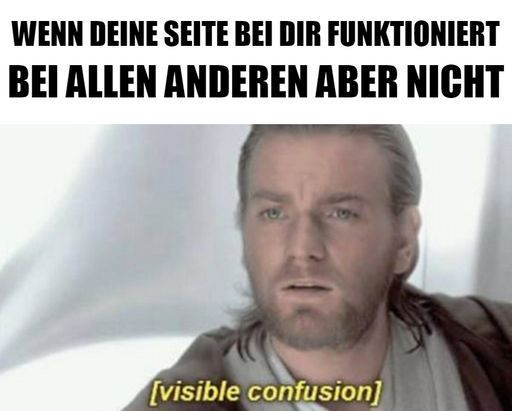 WENN DEINE SEITE BEI DIR FUNKTIONIERT
BEI ALLEN ANDEREN ABER NICHT
[visible confusion]